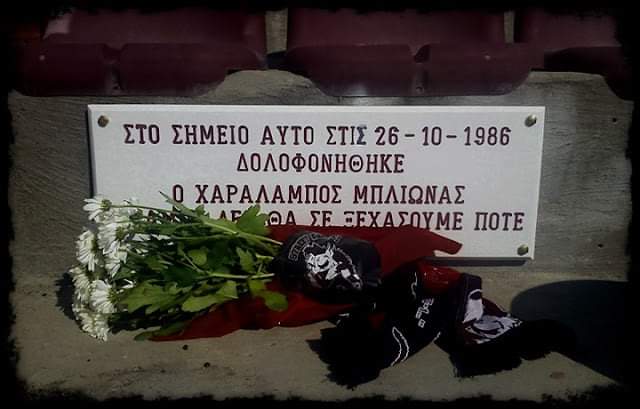 ΣΤΟ ΣΗΜΕΙΟ ΑΥΤΟ ΣΤΙΣ 26-10-1986
ΔΟΛΟΦΟΝΗΘΗΚΕ
Ο ΧΑΡΑΛΑΜΠΟΣ ΜΠΛΙΩΝΑΣ
ΘΑ ΣΕ ΞΕΧΑΣΟΥΜΕ ΠΟΤΕ